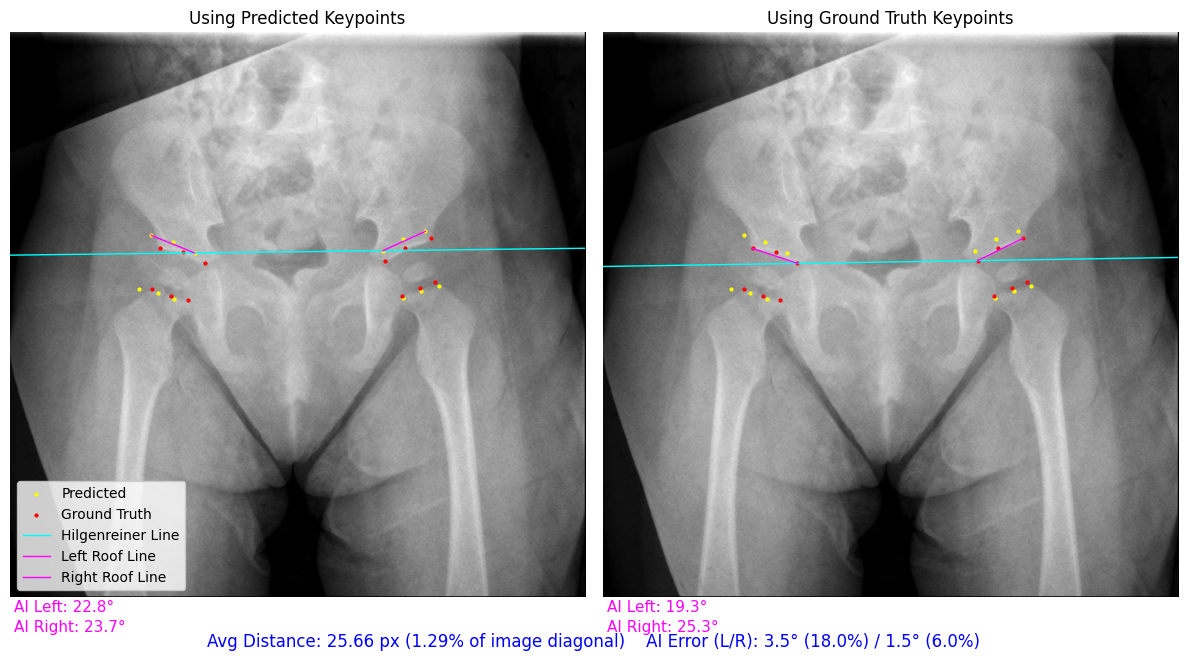 Using Predicted Keypoints
Using Ground Truth Keypoints
Predicted
Ground Truth
Hilgenreiner Line
Left Roof Line
Right Roof Line
AI Left: 22.8°
AI Right: 23.7°
AI Left: 19.3°
AI Right: 25.3°
Avg Distance: 25.66 px (1.29% of image diagonal) AI Error (L/R): 3.5° (18.0%) / 1.5° (6.0%)